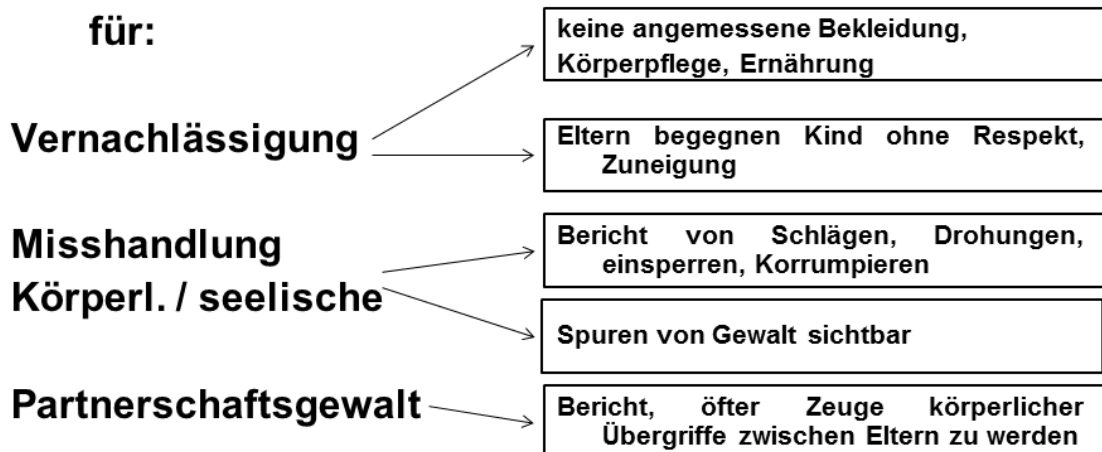 für:
keine angemessene Bekleidung,
Körperpflege, Ernährung
Vernachlässigung
Eltern begegnen Kind ohne Respekt,
Zuneigung
Misshandlung
Körperl. / seelische
Bericht von Schlägen, Drohungen,
einsperren, Korrumpieren
Spuren von Gewalt sichtbar
Partnerschaftsgewalt
Bericht, öfter Zeuge körperlicher
Übergriffe zwischen Eltern zu werden